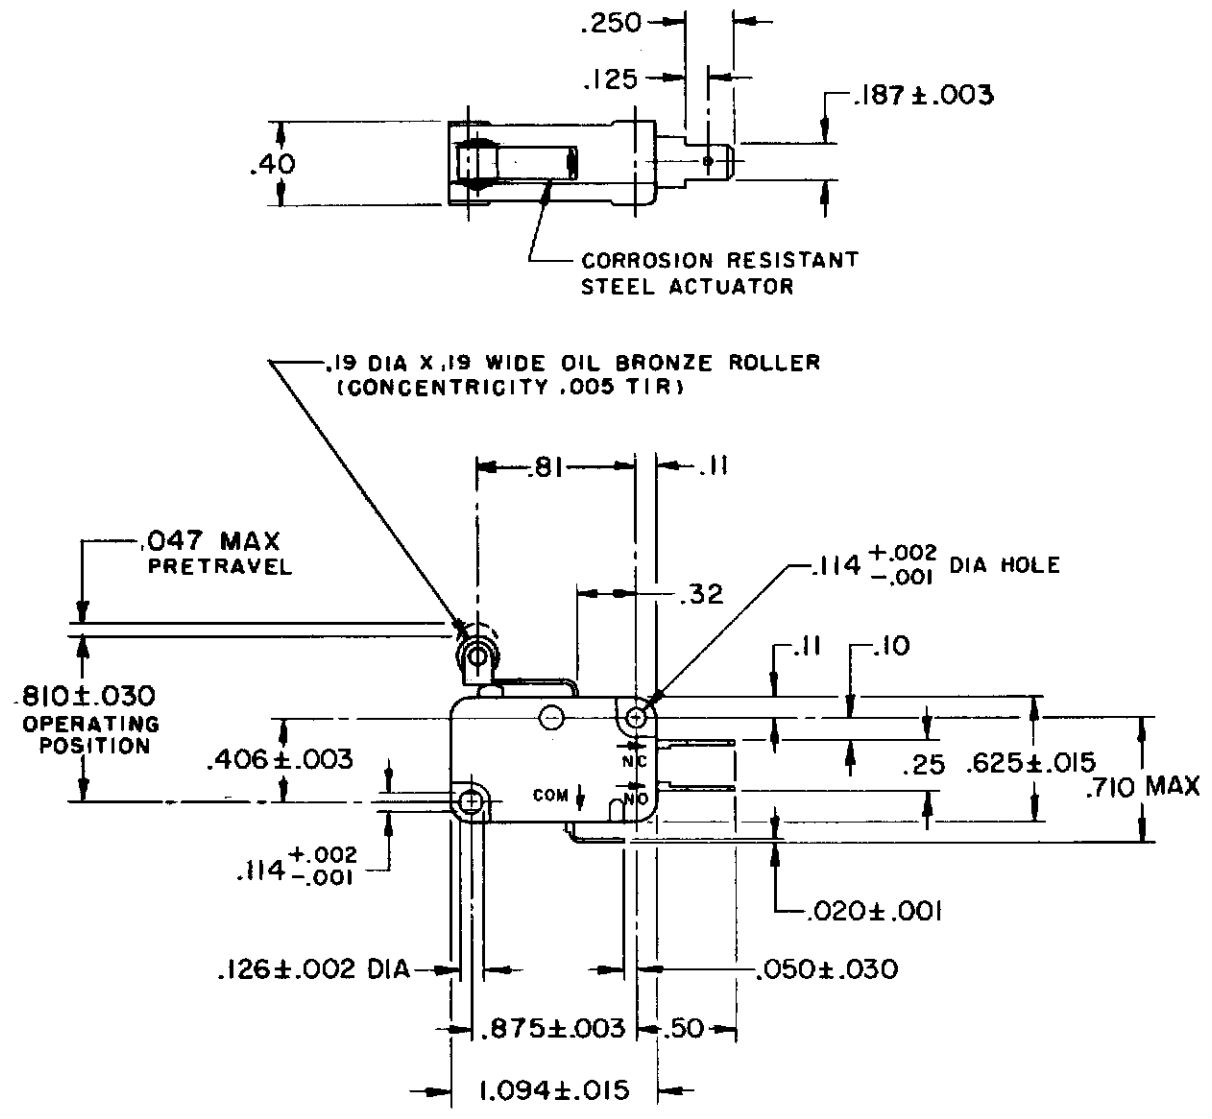 .250
.125
.187±.003
.40
CORROSION RESISTANT
STEEL ACTUATOR
.19 DIA X .19 WIDE OIL BRONZE ROLLER
(CONCENTRICITY .005 TIR)
.81
.11
.047 MAX
PRETRAVEL
.114 +.002 -.001 DIA HOLE
.32
.11
.10
.810±.030
OPERATING
POSITION
.406±.003
NC
.25
.625±.015
.710 MAX
COM
NO
.114 +.002 -.001
.020±.001
.126±.002 DIA
.050±.030
.875±.003
.50
1.094±.015